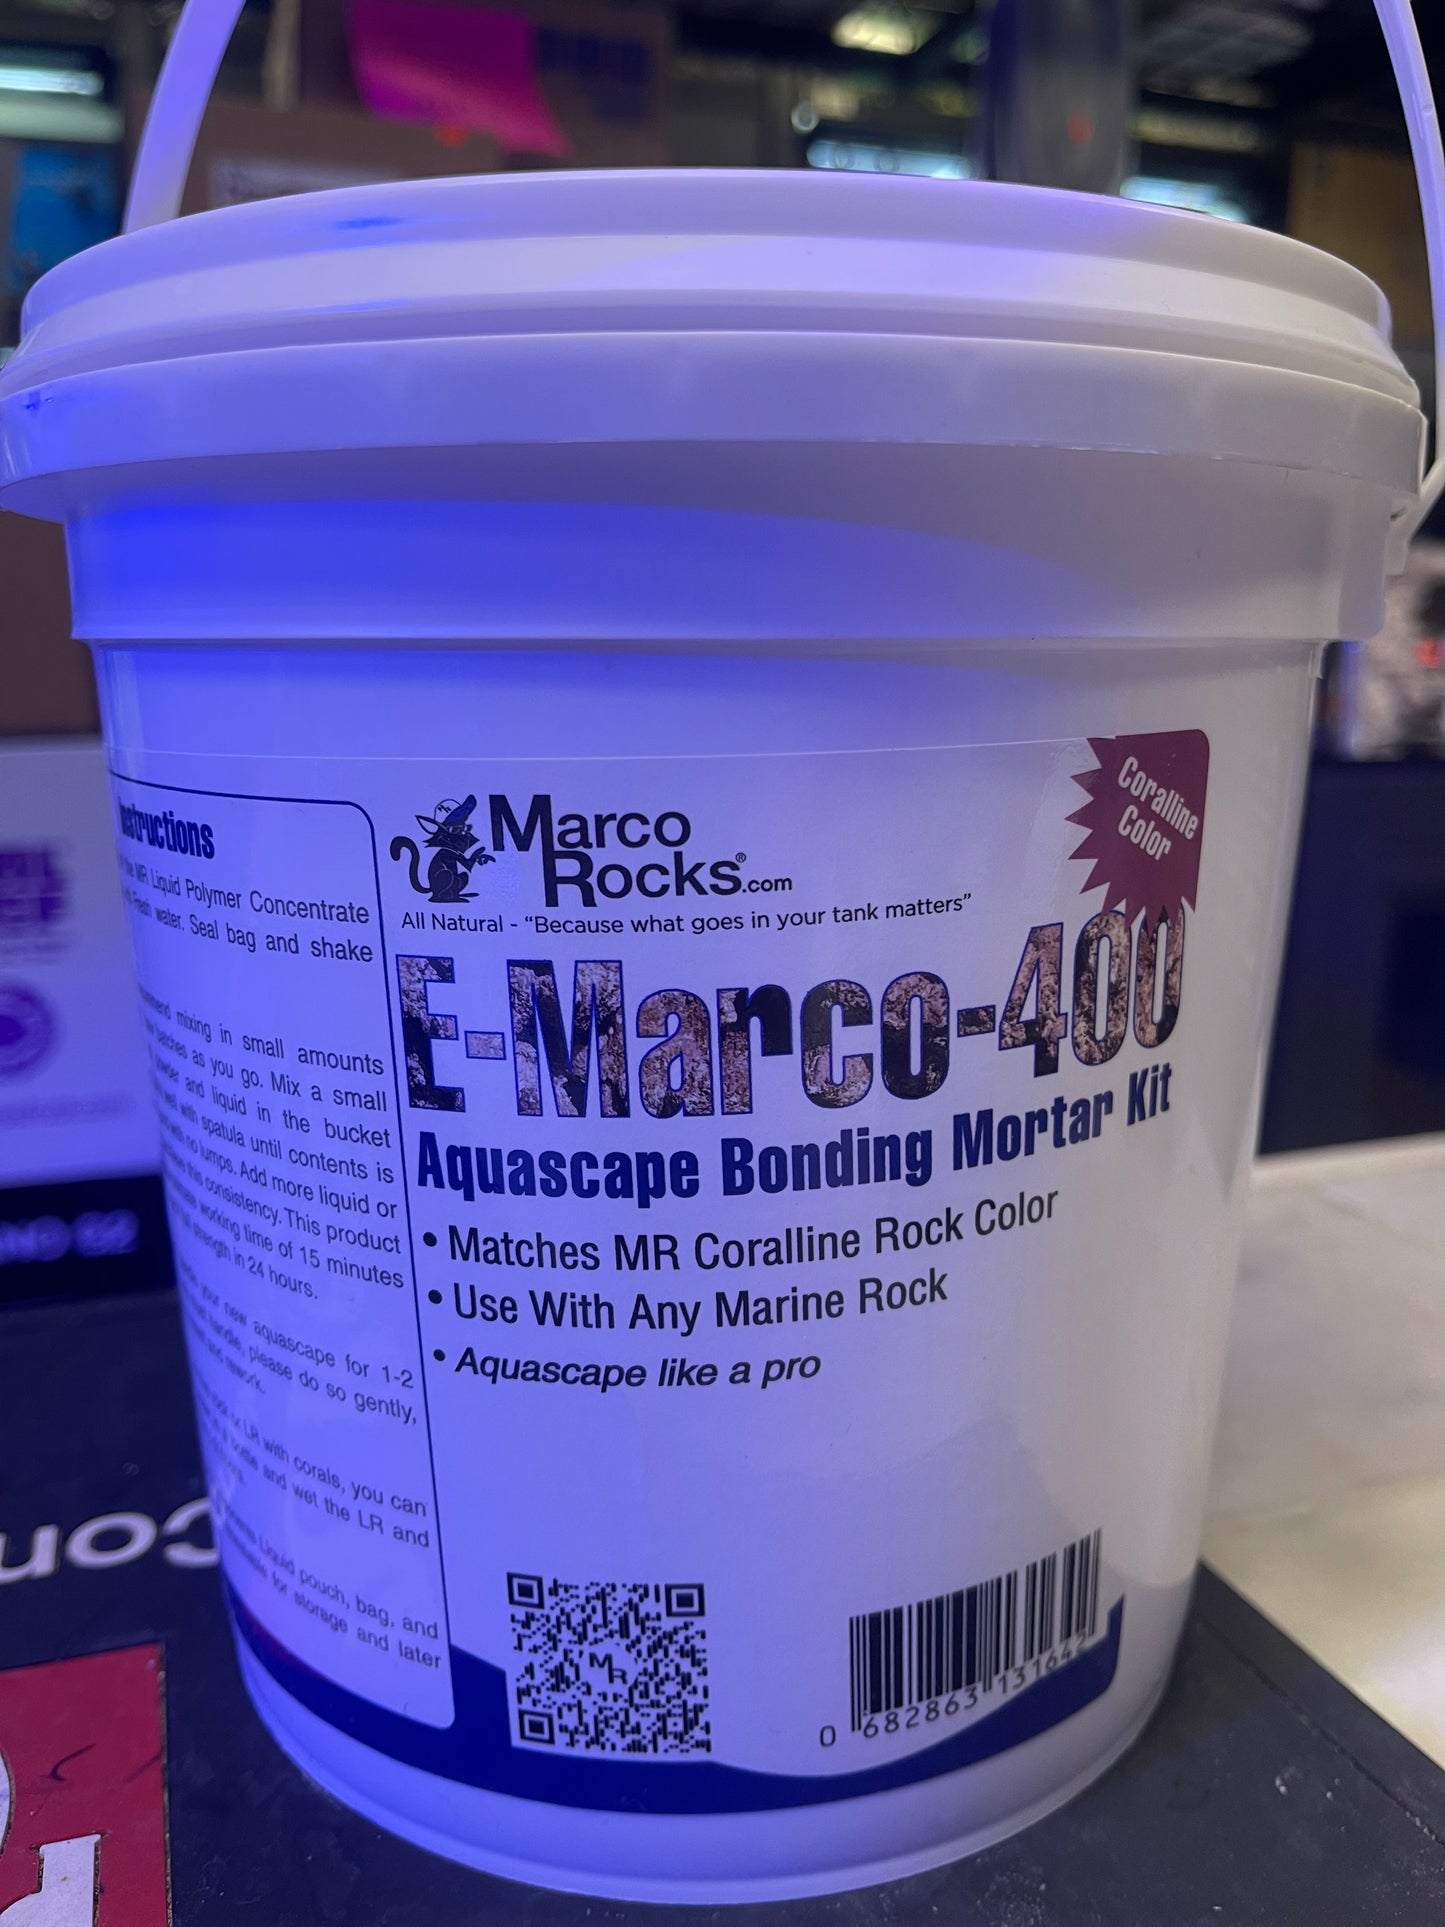 Marco
Rocks®.com
All Natural - “Because what goes in your tank matters”
Coralline
Color
E-Marco-400
Aquascape Bonding Mortar Kit
• Matches MR Coralline Rock Color
• Use With Any Marine Rock
• Aquascape like a pro
Instructions
MR Liquid Polymer Concentrate
Fresh water. Seal bag and shake
mixing in small amounts
batches as you go. Mix a small
powder and liquid in the bucket
well with spatula until contents is
with no lumps. Add more liquid or
this consistency. This product
working time of 15 minutes
strength in 24 hours.
your new aquascape for 1-2
handle, please do so gently,
rework.
LR with corals, you can
bottle and wet the LR and
Liquid pouch, bag, and
for storage and later
MR
0 682863 131642
Con